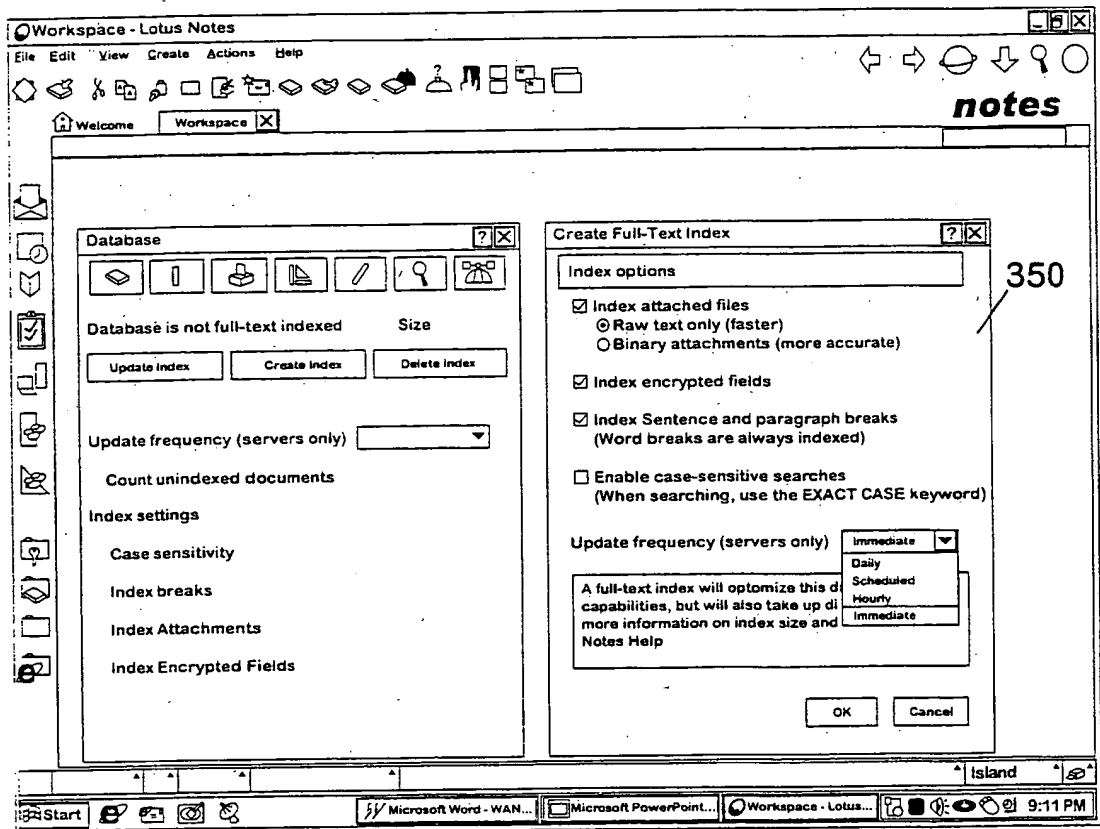 Workspace - Lotus Notes
File Edit View Create Actions Help
notes
Welcome Workspace
Database
Database is not full-text indexed Size
Update Index Create Index Delete Index
Update frequency (servers only)
Count unindexed documents
Index settings
Case sensitivity
Index breaks
Index Attachments
Index Encrypted Fields
Create Full-Text Index
Index options
350
Index attached files
Raw text only (faster)
Binary attachments (more accurate)
Index encrypted fields
Index Sentence and paragraph breaks
(Word breaks are always indexed)
Enable case-sensitive searches
(When searching, use the EXACT CASE keyword)
Update frequency (servers only) Immediate
Daily
Scheduled
Hourly
Immediate
A full-text index will optomize this d
capabilities, but will also take up di
more information on index size and
Notes Help
OK Cancel
Island
Start Microsoft Word - WAN... Microsoft PowerPoint... Workspace - Lotus... 9:11 PM